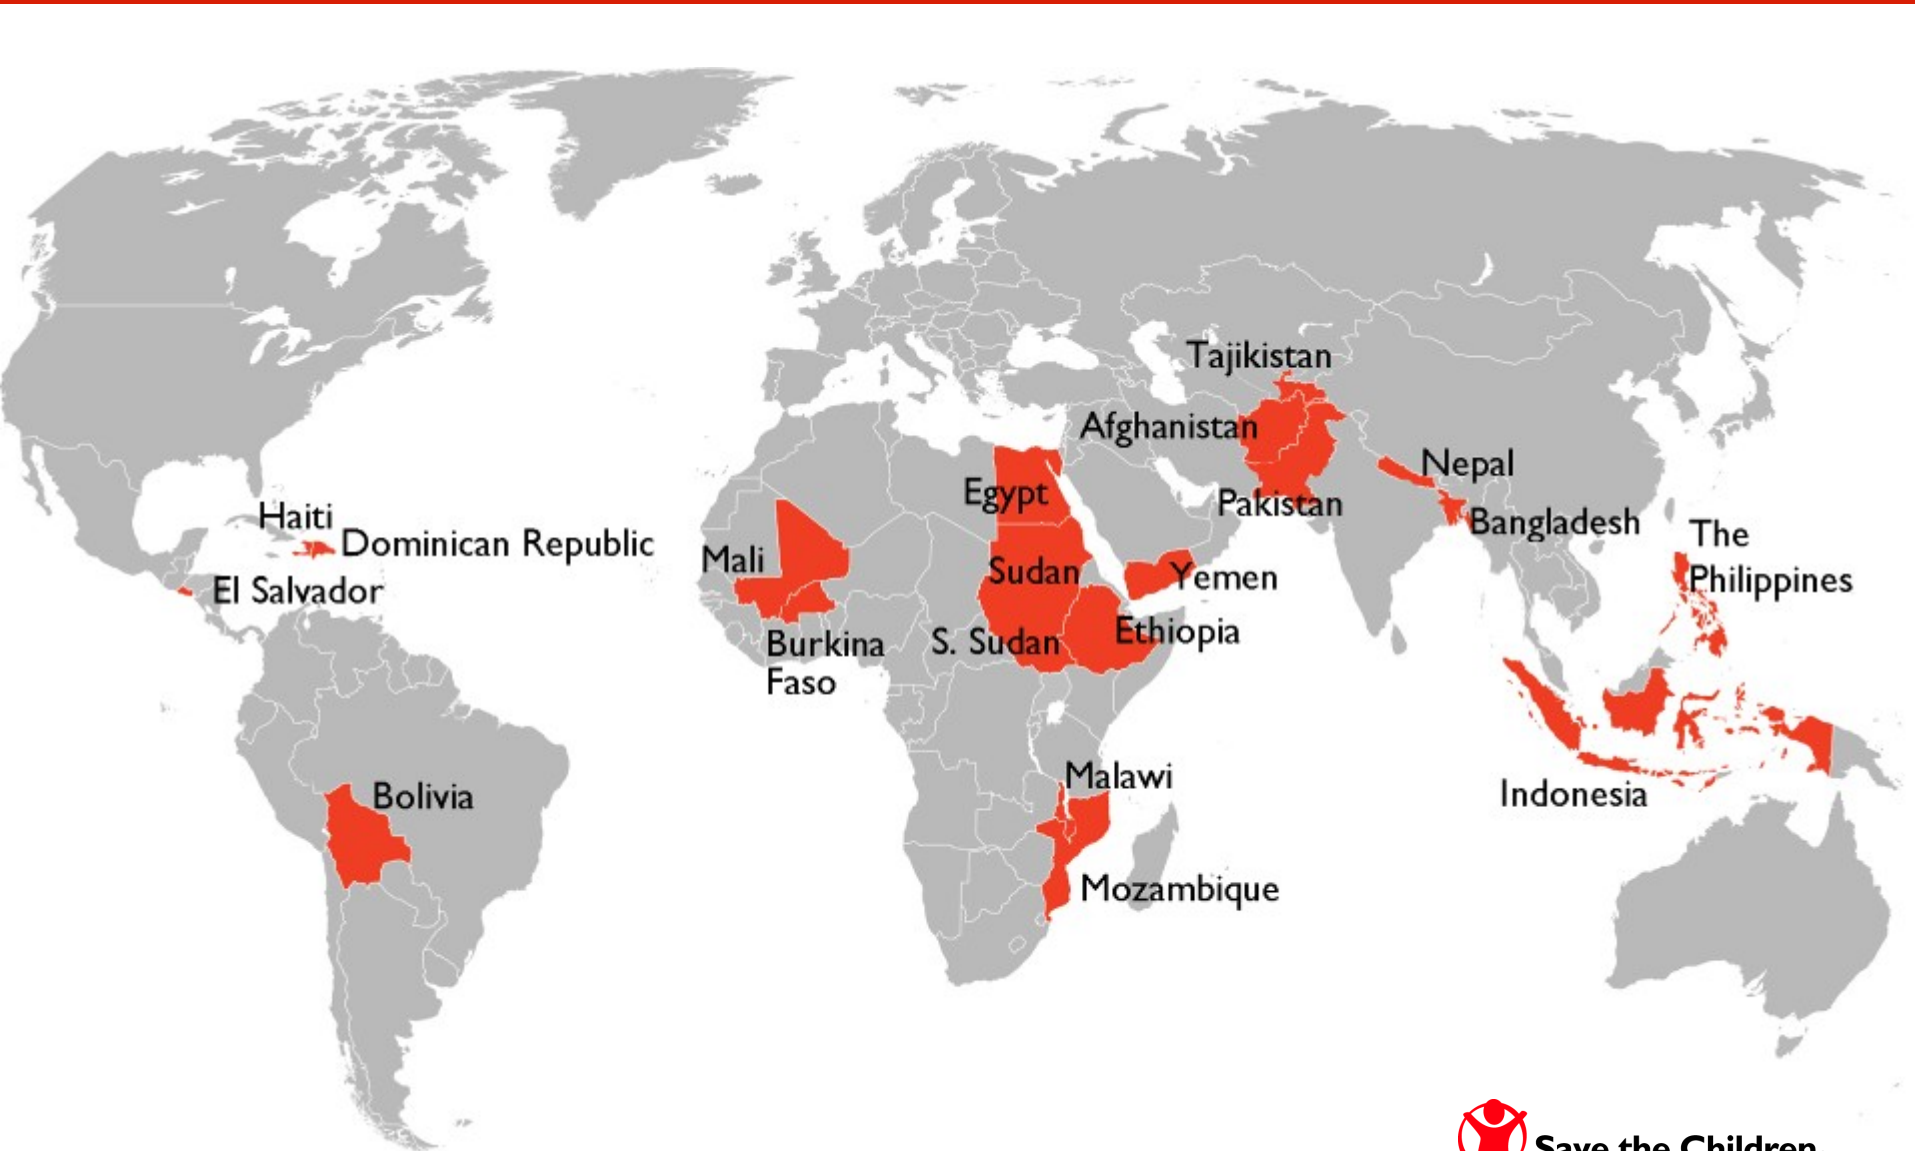 Tajikistan
Afghanistan
Nepal
Egypt
Pakistan
Haiti
Bangladesh
Dominican Republic
The
Philippines
Mali
Sudan
Yemen
El Salvador
Burkina
Faso
S. Sudan
Ethiopia
Malawi
Indonesia
Bolivia
Mozambique
Save the Children